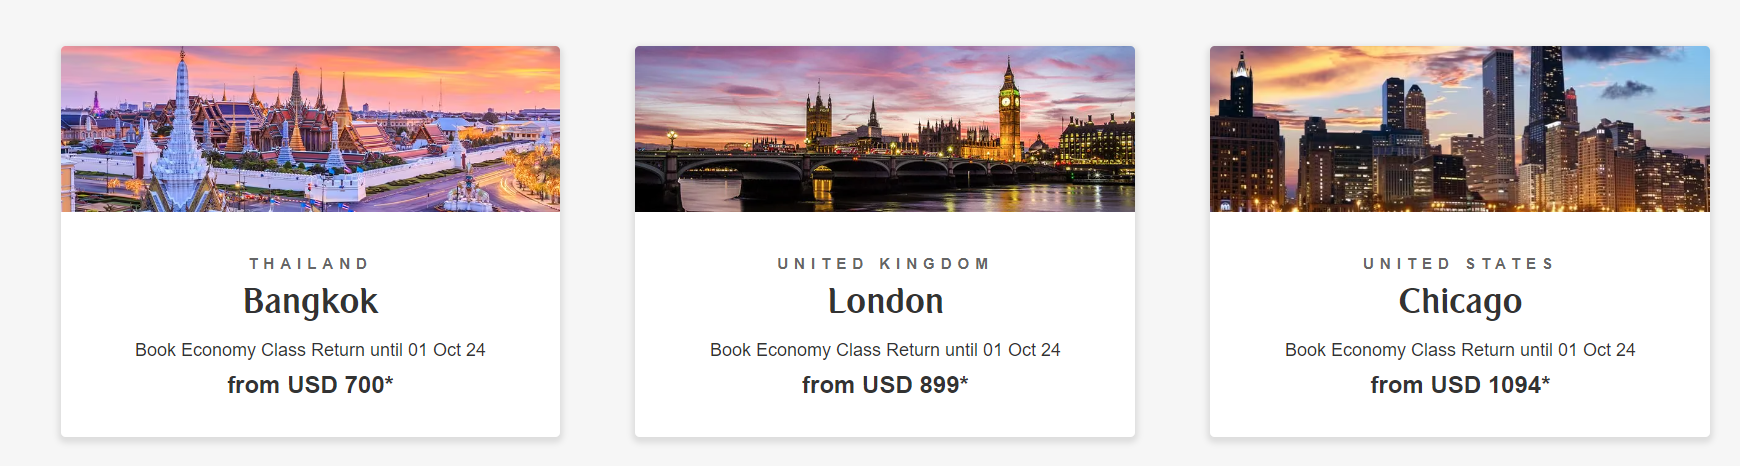 THAILAND
Bangkok
Book Economy Class Return until 01 Oct 24
from USD 700*
UNITED KINGDOM
London
Book Economy Class Return until 01 Oct 24
from USD 899*
UNITED STATES
Chicago
Book Economy Class Return until 01 Oct 24
from USD 1094*